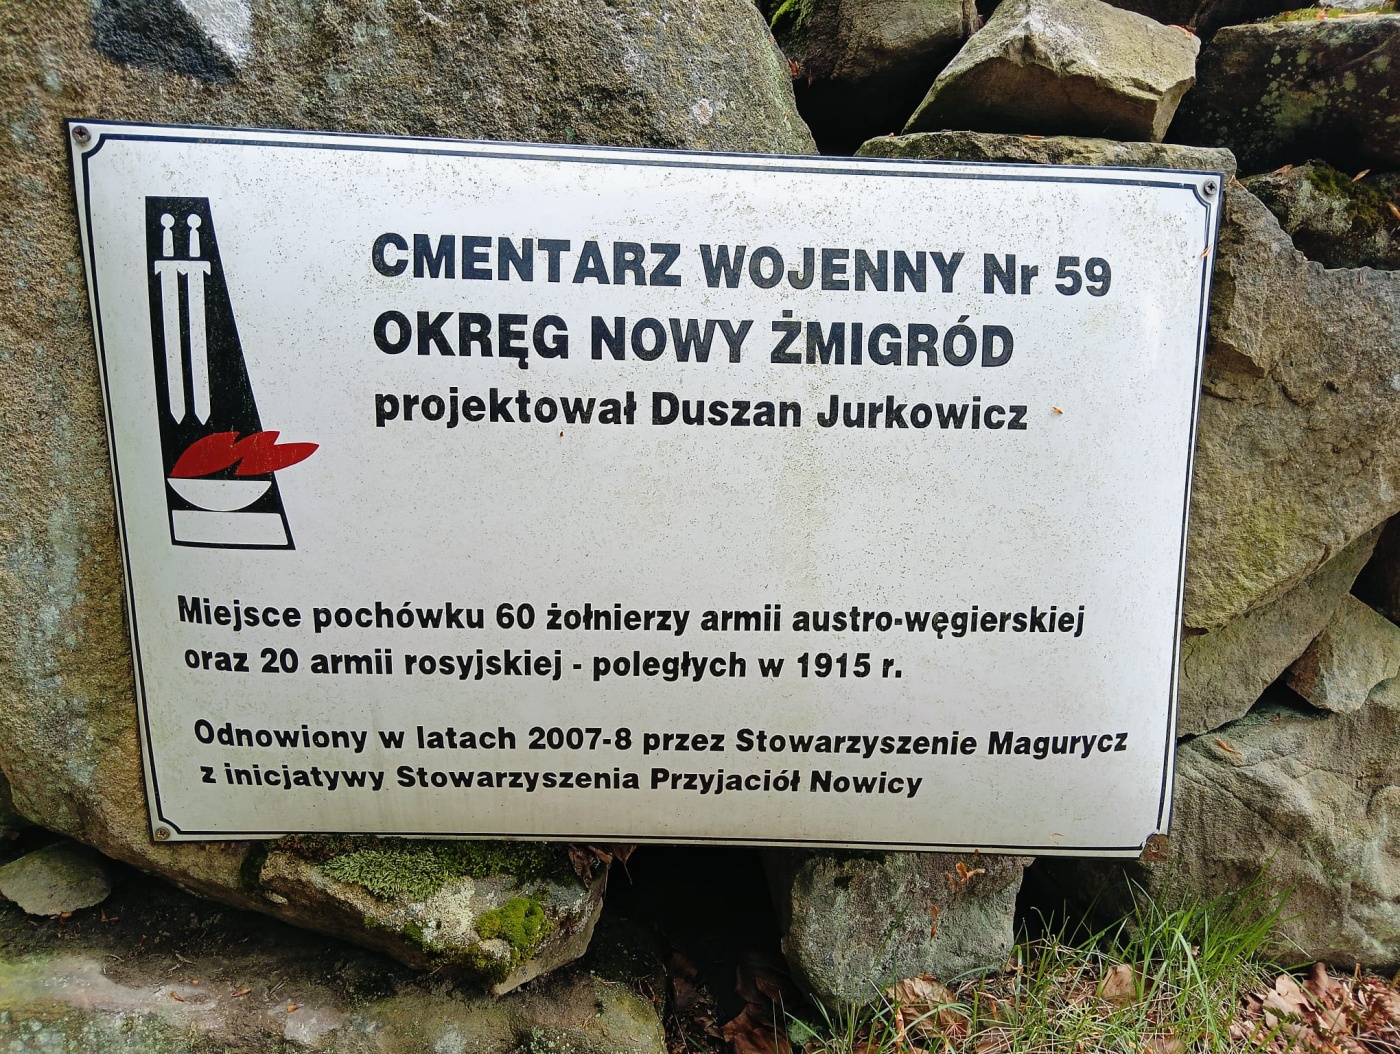 CMENTARZ WOJENNY Nr 59
OKRĘG NOWY ŻMIGRÓD
projektował Duszan Jurkowicz
Miejsce pochówku 60 żołnierzy armii austro-węgierskiej
oraz 20 armii rosyjskiej - poległych w 1915 r.
Odnowiony w latach 2007-8 przez Stowarzyszenie Magurycz
z inicjatywy Stowarzyszenia Przyjaciół Nowicy